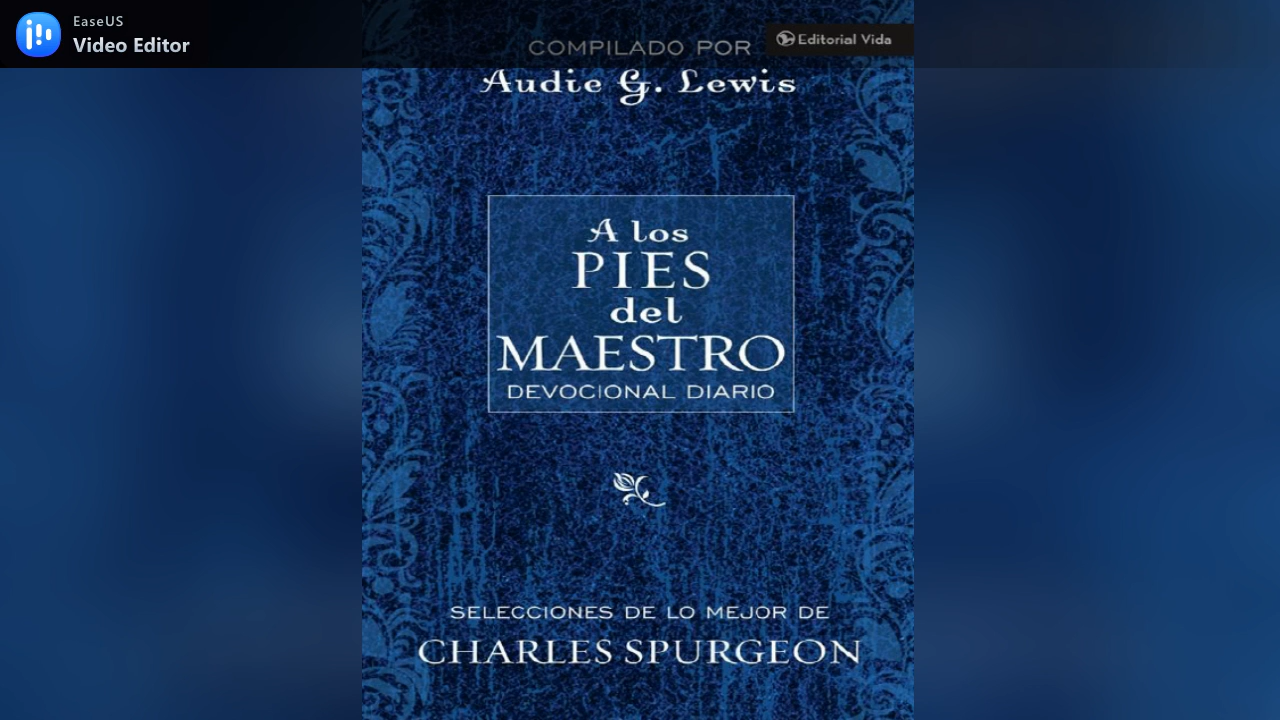 EaseUS
Video Editor
COMPILADO POR
Editorial Vida
Audie G. Lewis
A los
PIES
del
MAESTRO
DEVOCIONAL DIARIO
SELECCIONES DE LO MEJOR DE
CHARLES SPURGEON